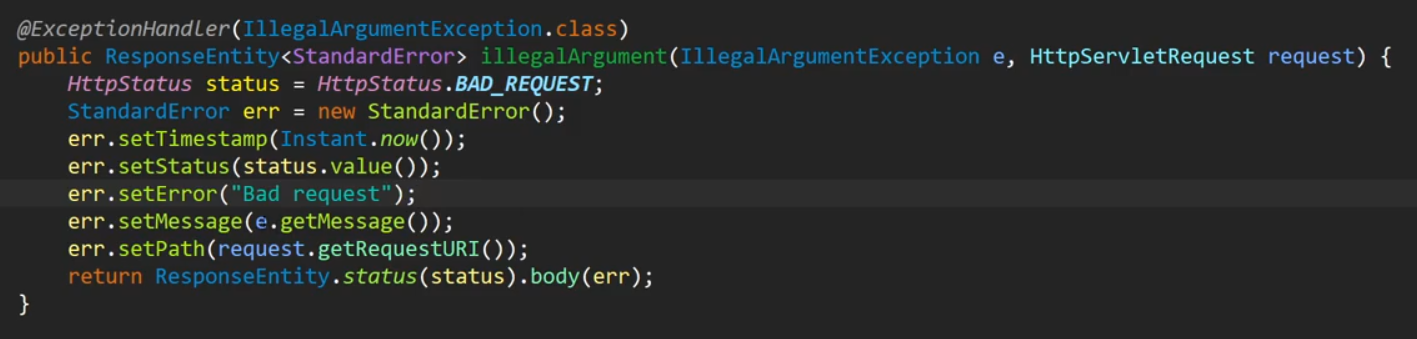 @ExceptionHandler(IllegalArgumentException.class)
public ResponseEntity<StandardError> illegalArgument(IllegalArgumentException e, HttpServletRequest request) {
    HttpStatus status = HttpStatus.BAD_REQUEST;
    StandardError err = new StandardError();
    err.setTimestamp(Instant.now());
    err.setStatus(status.value());
    err.setError("Bad request");
    err.setMessage(e.getMessage());
    err.setPath(request.getRequestURI());
    return ResponseEntity.status(status).body(err);
}